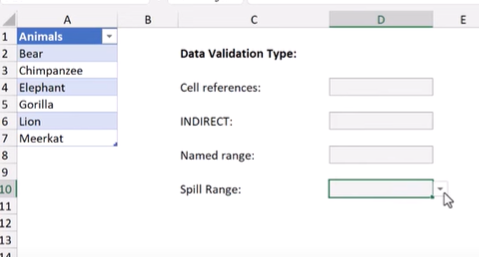 A B C D E
1 Animals
2 Bear Data Validation Type:
3 Chimpanzee
4 Elephant Cell references:
5 Gorilla
6 Lion INDIRECT:
7 Meerkat
8 Named range:
9
10 Spill Range:
11
12
13
14